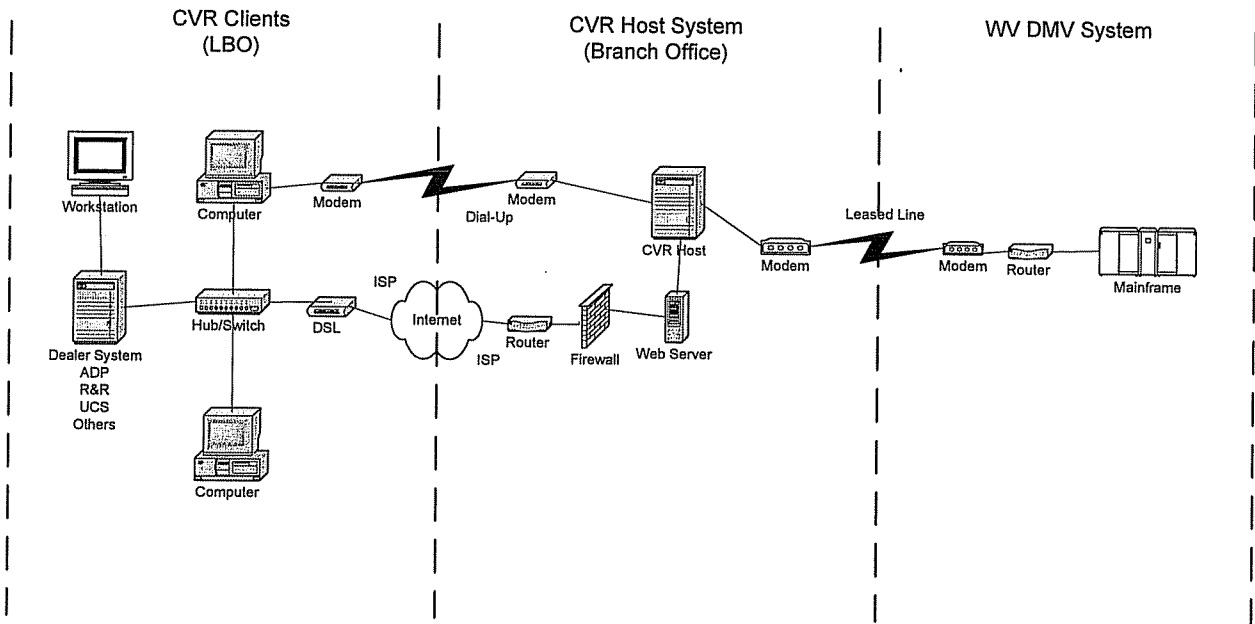 CVR Clients
(LBO)
CVR Host System
(Branch Office)
WV DMV System
Workstation
Computer
Modem
Dial-Up
Modem
CVR Host
Modem
Leased Line
Modem
Router
Mainframe
Dealer System
ADP
R&R
UCS
Others
Hub/Switch
DSL
ISP
Internet
ISP
Router
Firewall
Web Server
Computer